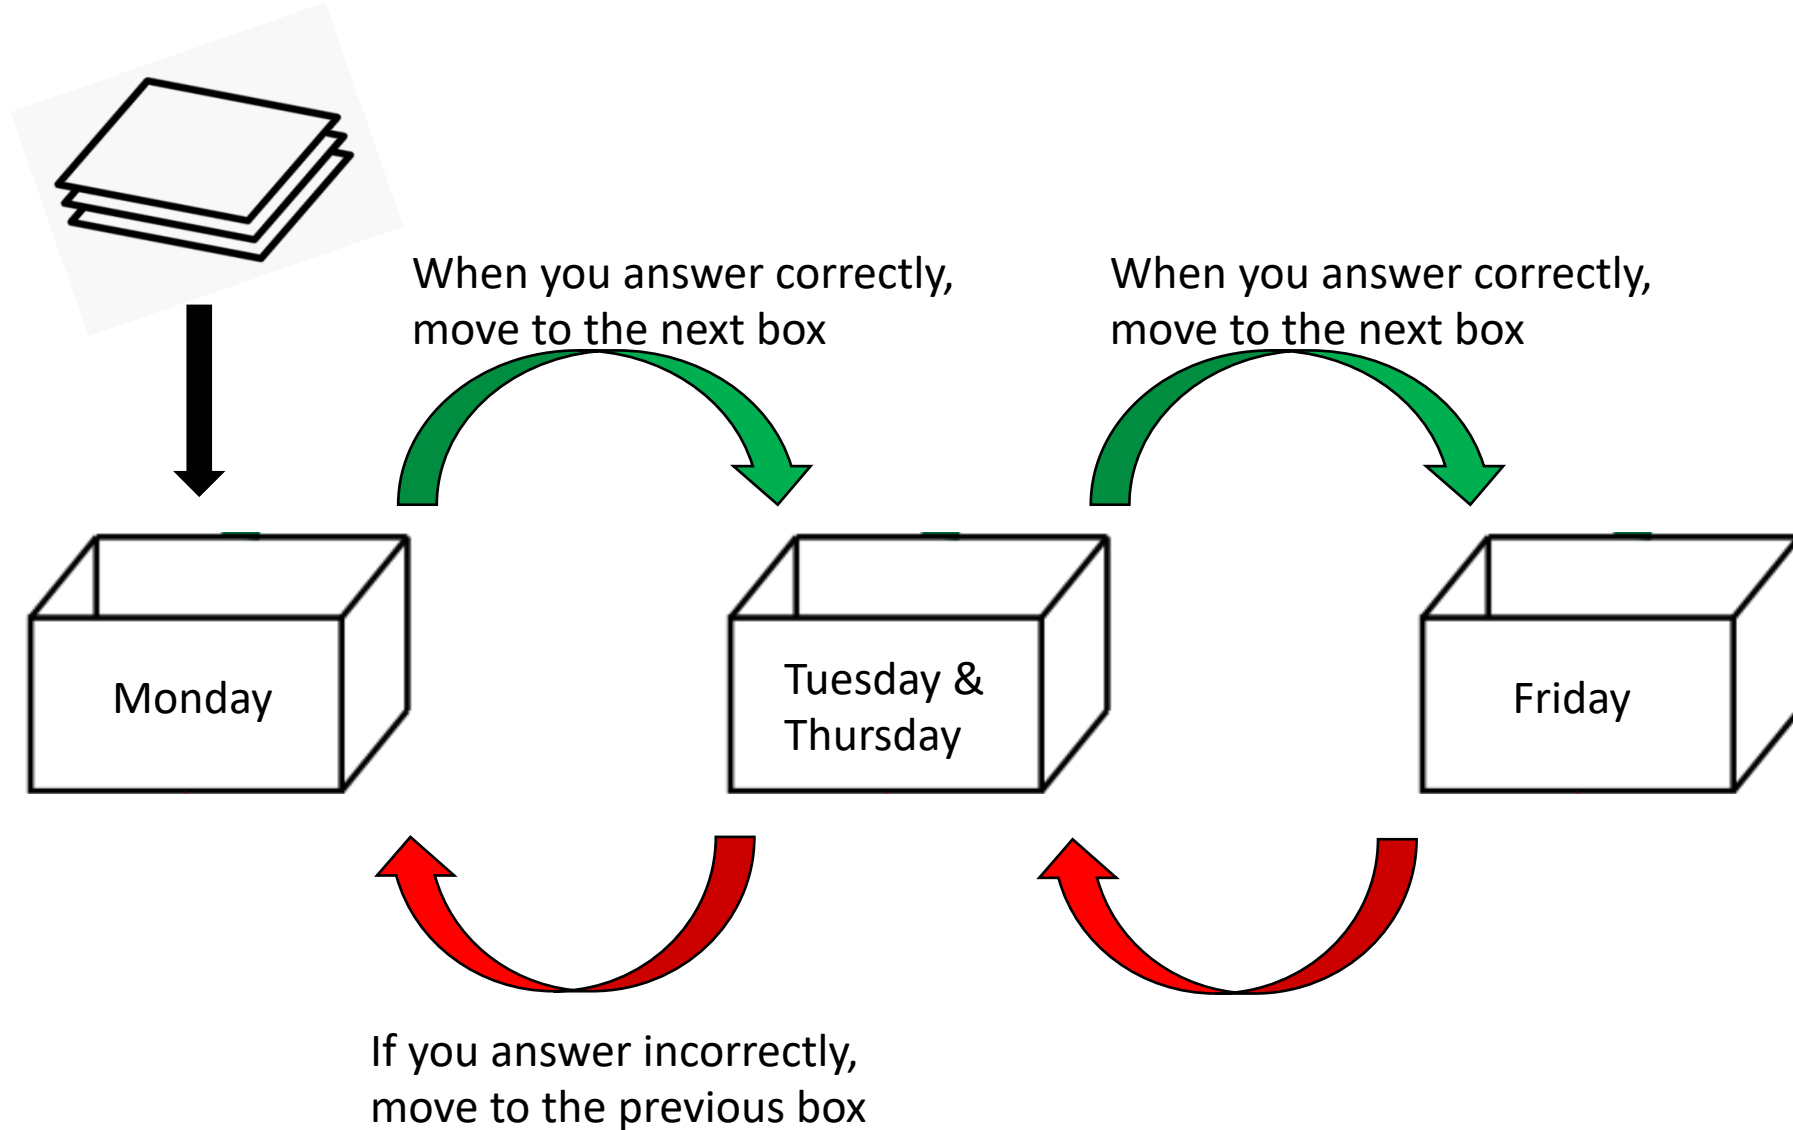 When you answer correctly,
move to the next box
When you answer correctly,
move to the next box
Monday
Tuesday &
Thursday
Friday
If you answer incorrectly,
move to the previous box